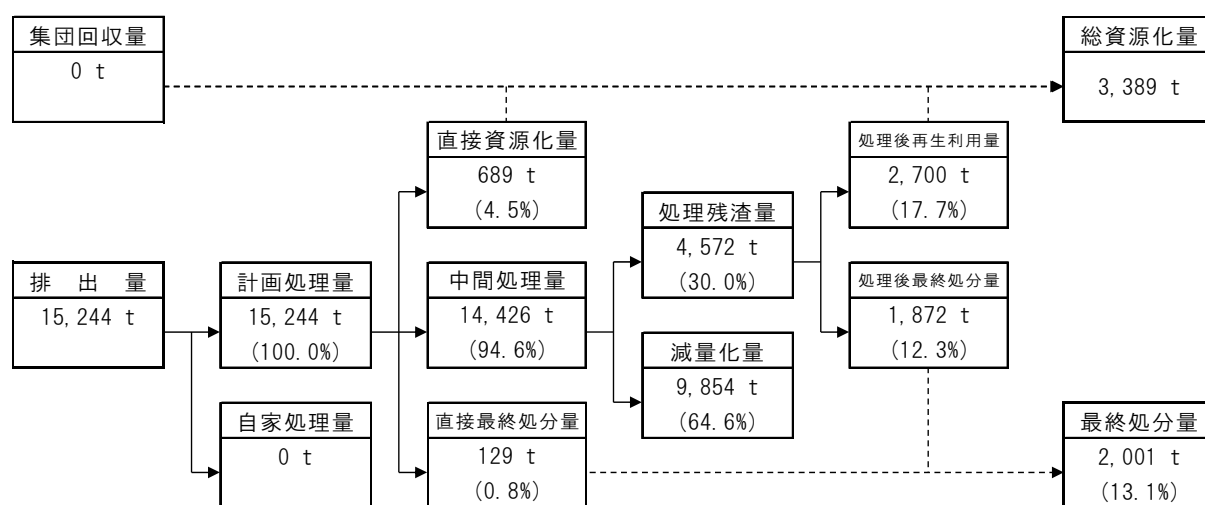 集団回収量
0 t
総資源化量
3,389 t
直接資源化量
689 t
(4.5%)
処理後再生利用量
2,700 t
(17.7%)
処理残渣量
4,572 t
(30.0%)
排出量
15,244 t
計画処理量
15,244 t
(100.0%)
中間処理量
14,426 t
(94.6%)
処理後最終処分量
1,872 t
(12.3%)
減量化量
9,854 t
(64.6%)
自家処理量
0 t
直接最終処分量
129 t
(0.8%)
最終処分量
2,001 t
(13.1%)